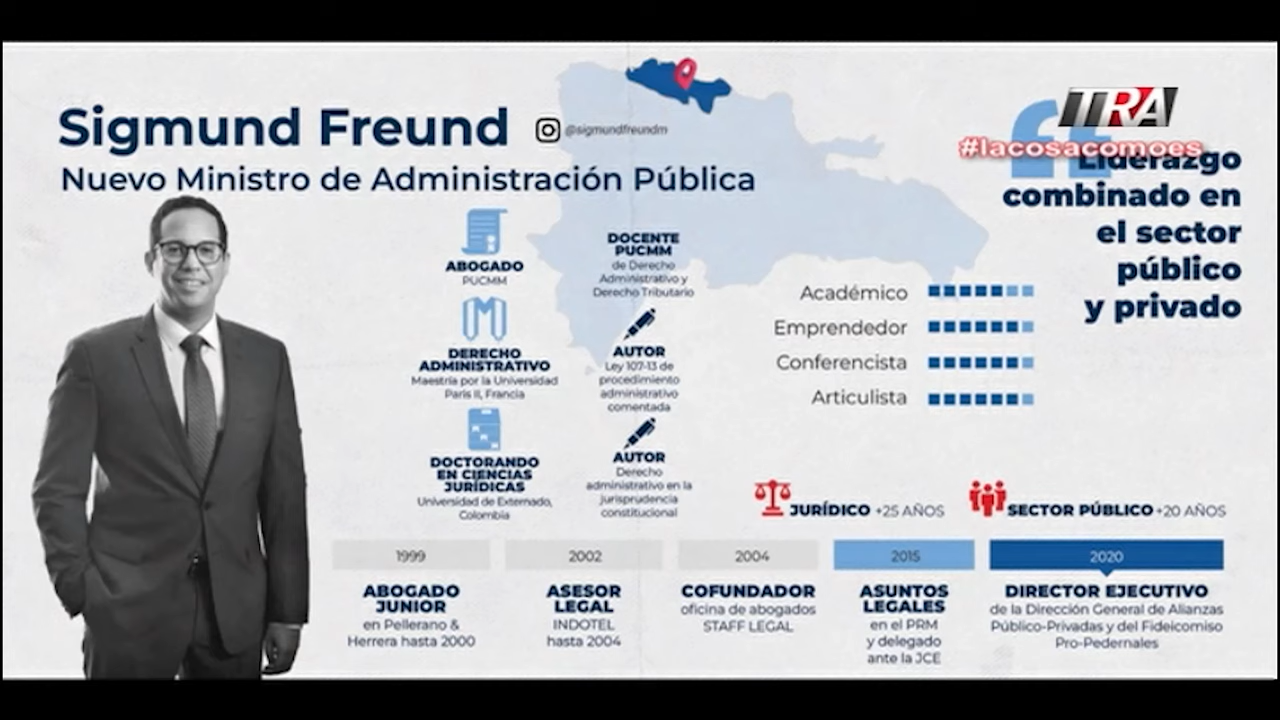 TRA
#lacosacomoes
Sigmund Freund
@sigmundfreundm
Nuevo Ministro de Administración Pública
Liderazgo
combinado en
el sector
público
y privado
ABOGADO
PUCMM
DERECHO
ADMINISTRATIVO
Maestría por la Universidad
Paris II, Francia
DOCTORANDO
EN CIENCIAS
JURÍDICAS
Universidad de Externado,
Colombia
DOCENTE
PUCMM
de Derecho
Administrativo y
Derecho Tributario
AUTOR
Ley 107-13 de
procedimiento
administrativo
comentada
AUTOR
Derecho
administrativo en la
jurisprudencia
constitucional
Académico
Emprendedor
Conferencista
Articulista
JURÍDICO +25 AÑOS
SECTOR PÚBLICO +20 AÑOS
1999
ABOGADO
JUNIOR
en Pellerano &
Herrera hasta 2000
2002
ASESOR
LEGAL
INDOTEL
hasta 2004
2004
COFUNDADOR
oficina de abogados
STAFF LEGAL
2015
ASUNTOS
LEGALES
en el PRM
y delegado
ante la JCE
2020
DIRECTOR EJECUTIVO
de la Dirección General de Alianzas
Público-Privadas y del Fideicomiso
Pro-Pedernales